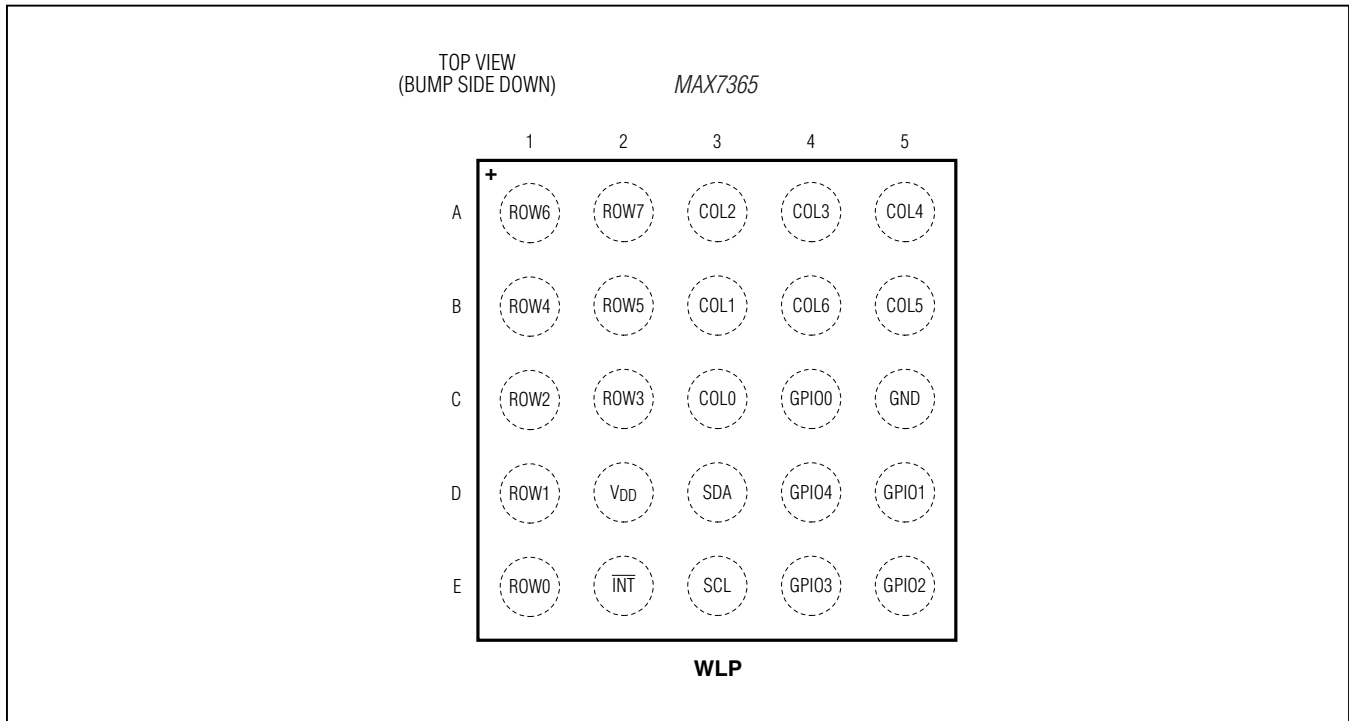 TOP VIEW
(BUMP SIDE DOWN)
MAX7365
1 2 3 4 5
+
A ROW6 ROW7 COL2 COL3 COL4
B ROW4 ROW5 COL1 COL6 COL5
C ROW2 ROW3 COL0 GPIO0 GND
D ROW1 VDD SDA GPIO4 GPIO1
E ROW0 INT SCL GPIO3 GPIO2
WLP